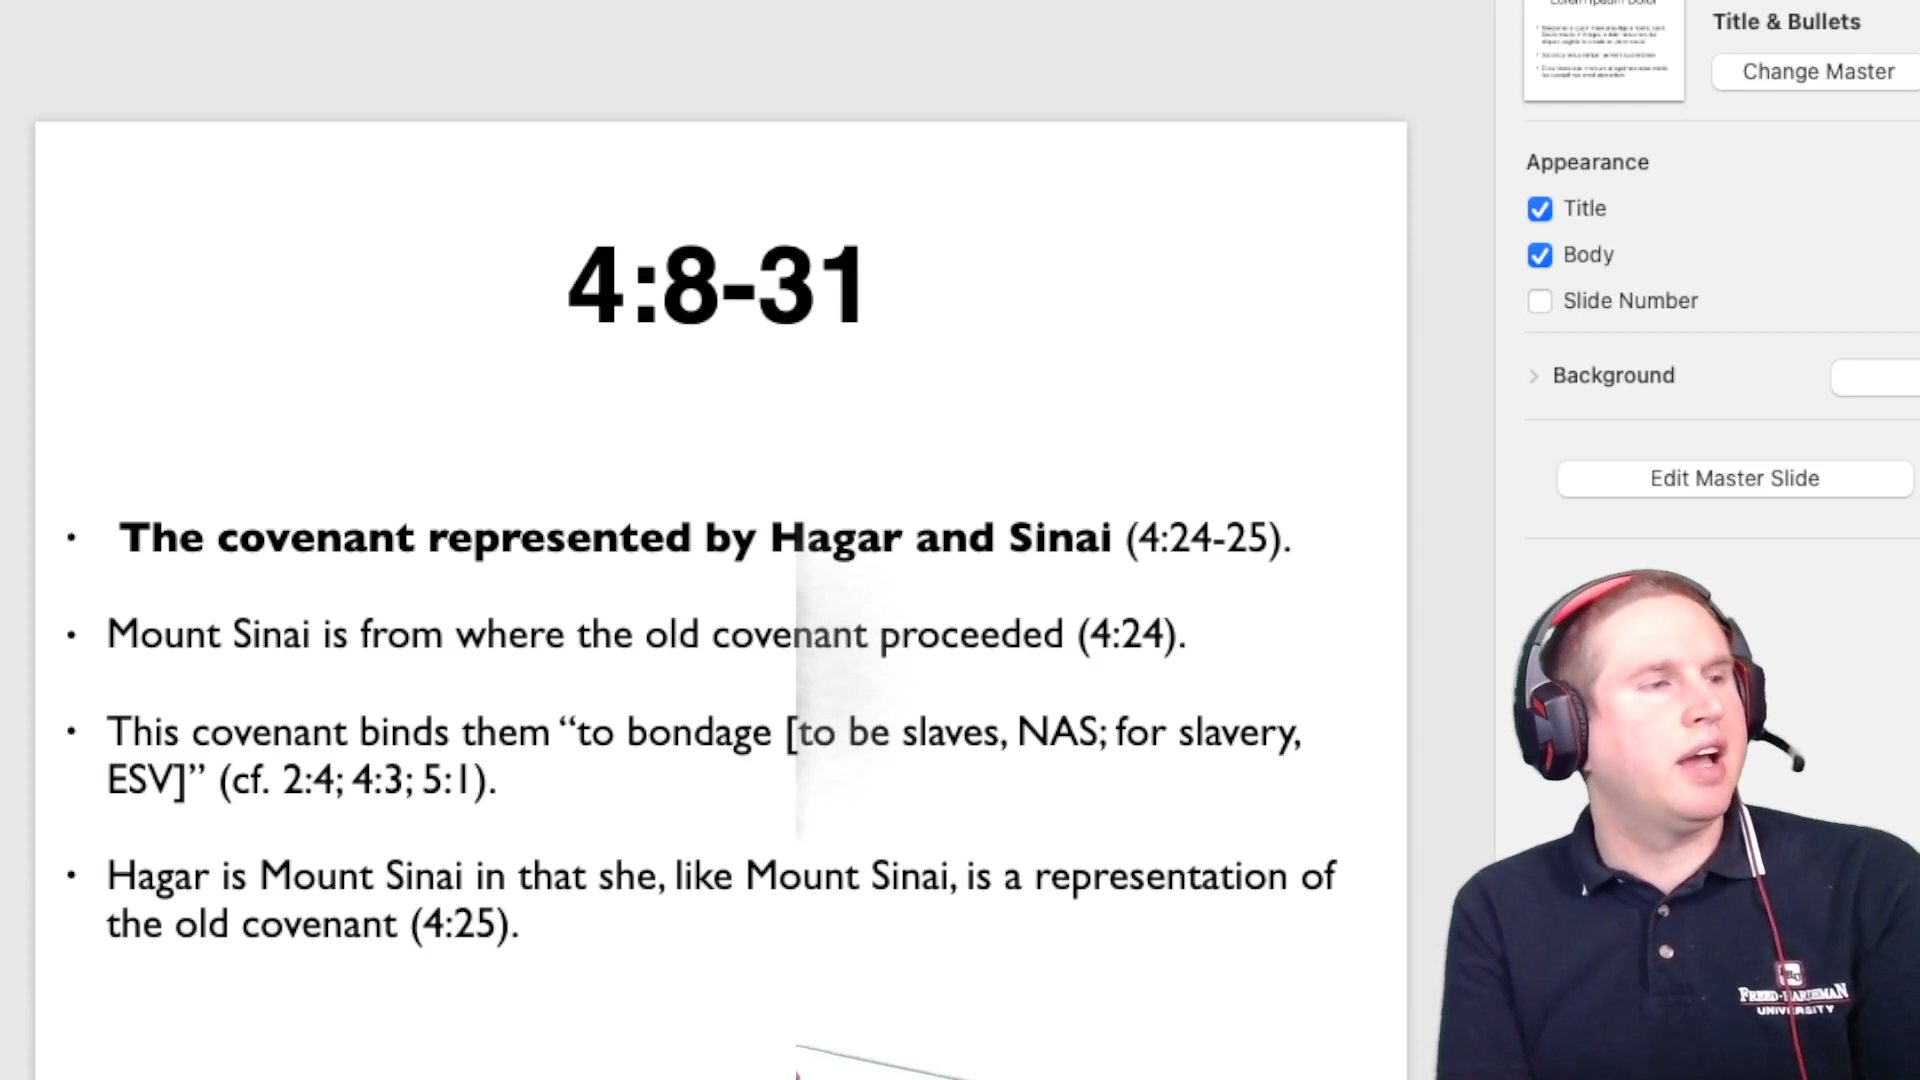 Lorem Ipsum Dolor
Title & Bullets
Change Master
Appearance
Title
Body
Slide Number
Background
Edit Master Slide
4:8-31
• The covenant represented by Hagar and Sinai (4:24-25).
• Mount Sinai is from where the old covenant proceeded (4:24).
• This covenant binds them “to bondage [to be slaves, NAS; for slavery,
ESV]” (cf. 2:4; 4:3; 5:1).
• Hagar is Mount Sinai in that she, like Mount Sinai, is a representation of
the old covenant (4:25).
FREED-HARDEMAN
UNIVERSITY